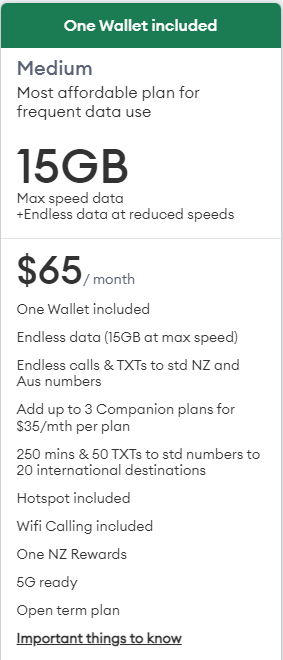 One Wallet included
Medium
Most affordable plan for
frequent data use
15GB
Max speed data
+Endless data at reduced speeds
$65/ month
One Wallet included
Endless data (15GB at max speed)
Endless calls & TXTs to std NZ and
Aus numbers
Add up to 3 Companion plans for
$35/mth per plan
250 mins & 50 TXTs to std numbers to
20 international destinations
Hotspot included
Wifi Calling included
One NZ Rewards
5G ready
Open term plan
Important things to know